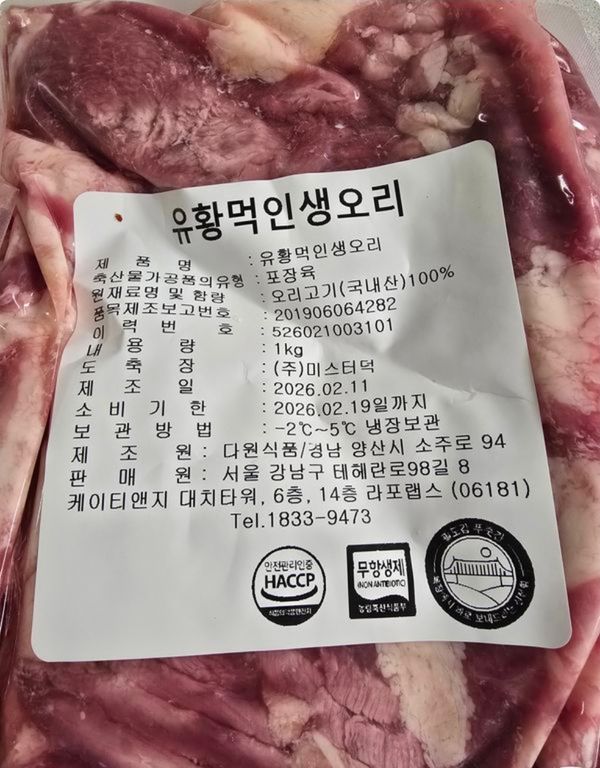 유황먹인생오리
제품명 : 유황먹인생오리
축산물가공품의유형 : 포장육
원재료명 및 함량 : 오리고기(국내산)100%
품목제조보고번호 : 201906064282
이력번호 : 526021003101
내용량 : 1kg
도축장 : (주)미스터덕
제조일 : 2026.02.11
소비기한 : 2026.02.19일까지
보관방법 : -2℃~5℃ 냉장보관
제조원 : 다원식품/경남 양산시 소주로 94
판매원 : 서울 강남구 테헤란로98길 8
케이티앤지 대치타워, 6층, 14층 라포랩스 (06181)
Tel.1833-9473
안전관리인증
HACCP
무항생제
(NON ANTIBIOTIC)
농림축산식품부